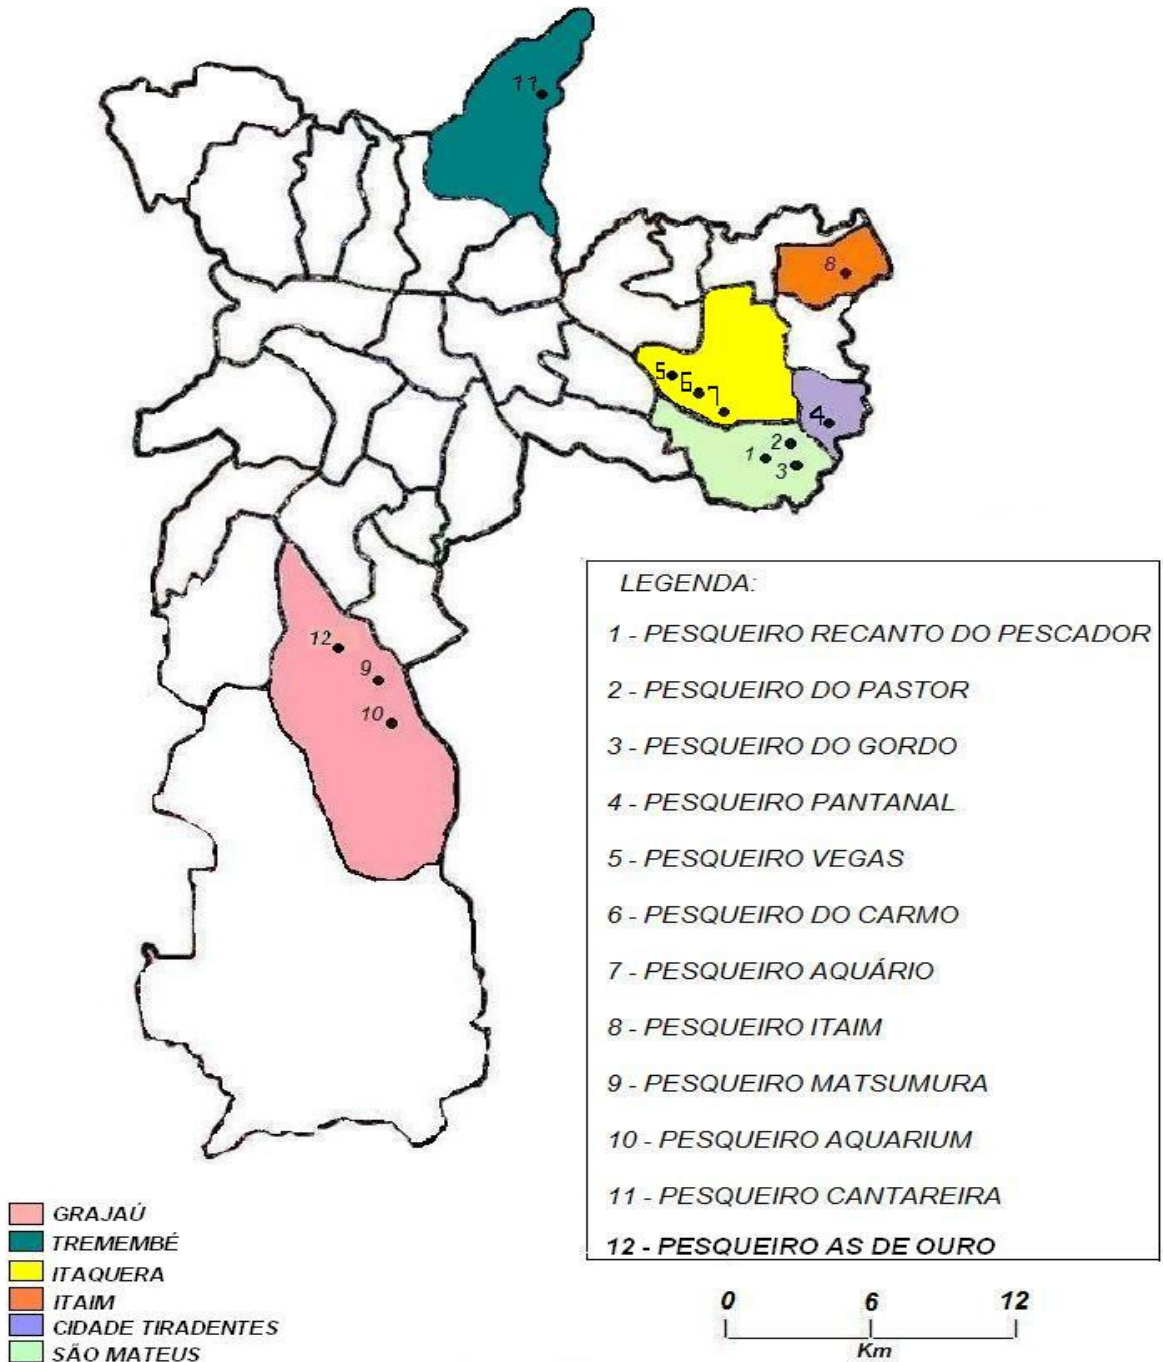 11
8
5
6
7
4
2
1
3
12
9
10
LEGENDA:
1 - PESQUEIRO RECANTO DO PESCADOR
2 - PESQUEIRO DO PASTOR
3 - PESQUEIRO DO GORDO
4 - PESQUEIRO PANTANAL
5 - PESQUEIRO VEGAS
6 - PESQUEIRO DO CARMO
7 - PESQUEIRO AQUÁRIO
8 - PESQUEIRO ITAIM
9 - PESQUEIRO MATSUMURA
10 - PESQUEIRO AQUARIUM
11 - PESQUEIRO CANTAREIRA
12 - PESQUEIRO AS DE OURO
GRAJAÚ
TREMEMBÉ
ITAQUERA
ITAIM
CIDADE TIRADENTES
SÃO MATEUS
0 6 12
Km